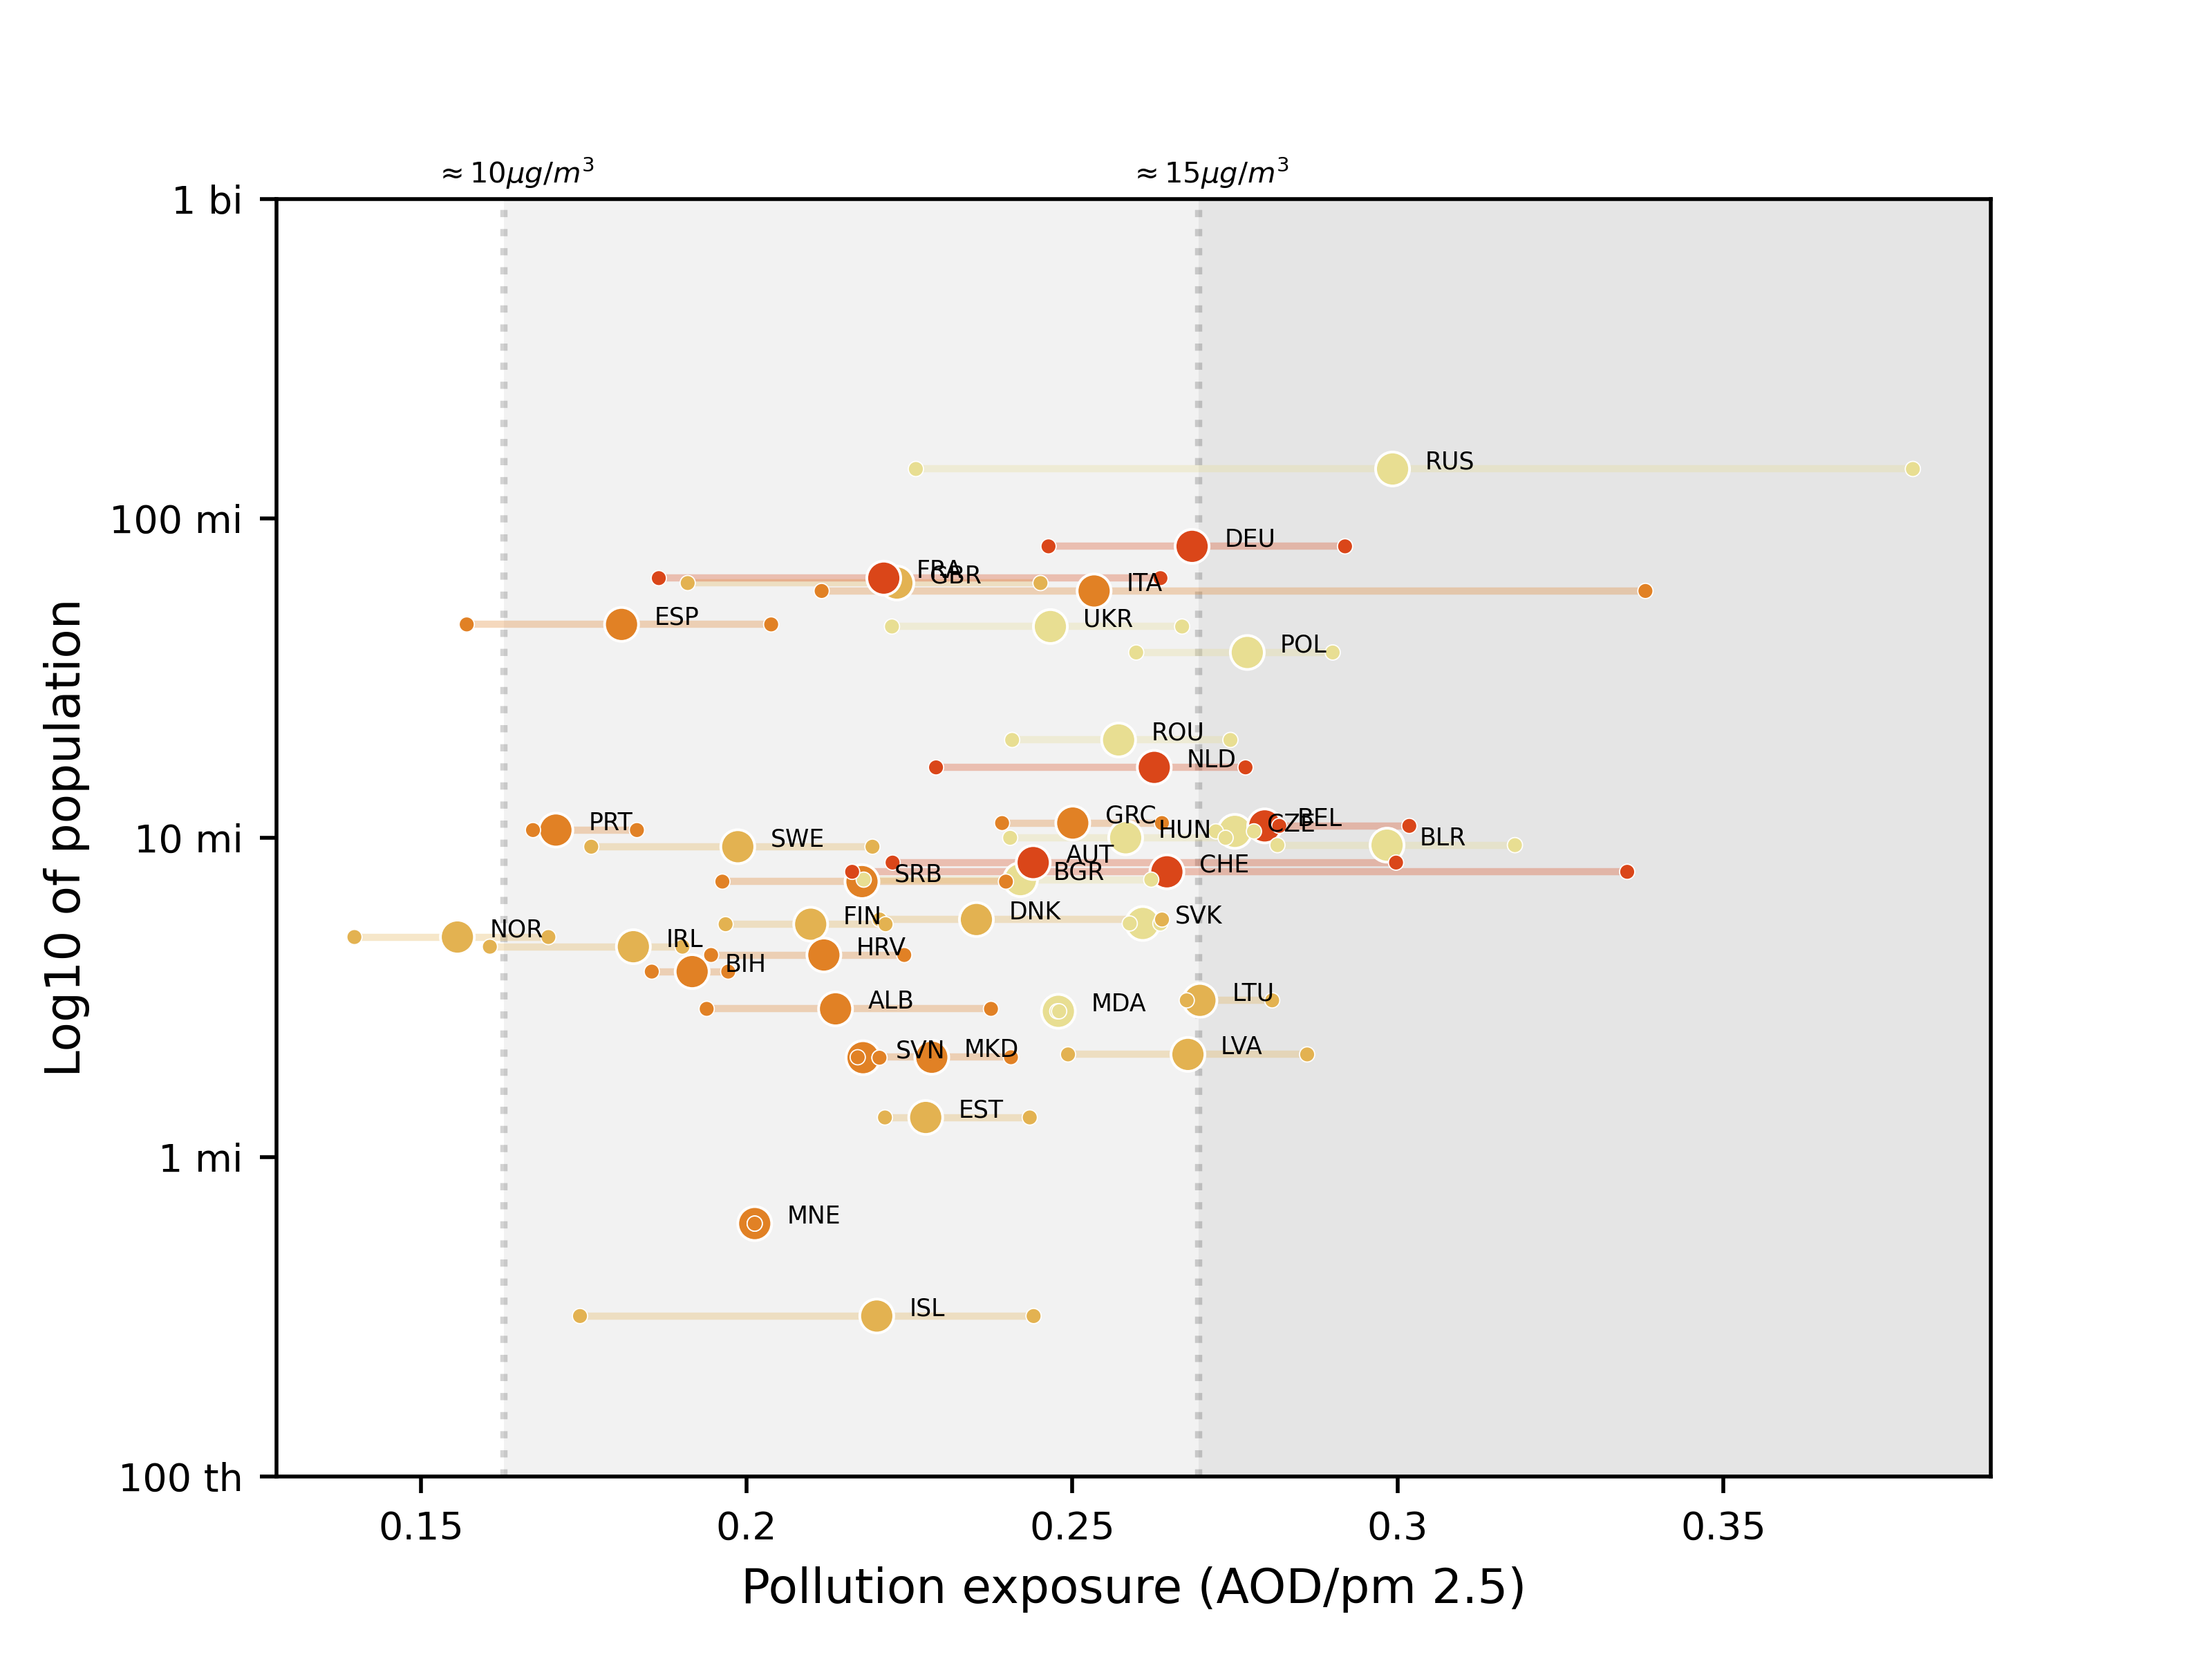 ≈ 10μg/m³
≈ 15μg/m³
1 bi
100 mi
10 mi
1 mi
100 th
Log10 of population
RUS
DEU
FRA
GBR
ITA
ESP
UKR
POL
ROU
NLD
GRC
BEL
PRT
CZE
HUN
SWE
BLR
AUT
CHE
BGR
SRB
DNK
FIN
SVK
NOR
IRL
HRV
BIH
LTU
ALB
MDA
SVN
MKD
LVA
EST
MNE
ISL
0.15
0.2
0.25
0.3
0.35
Pollution exposure (AOD/pm 2.5)